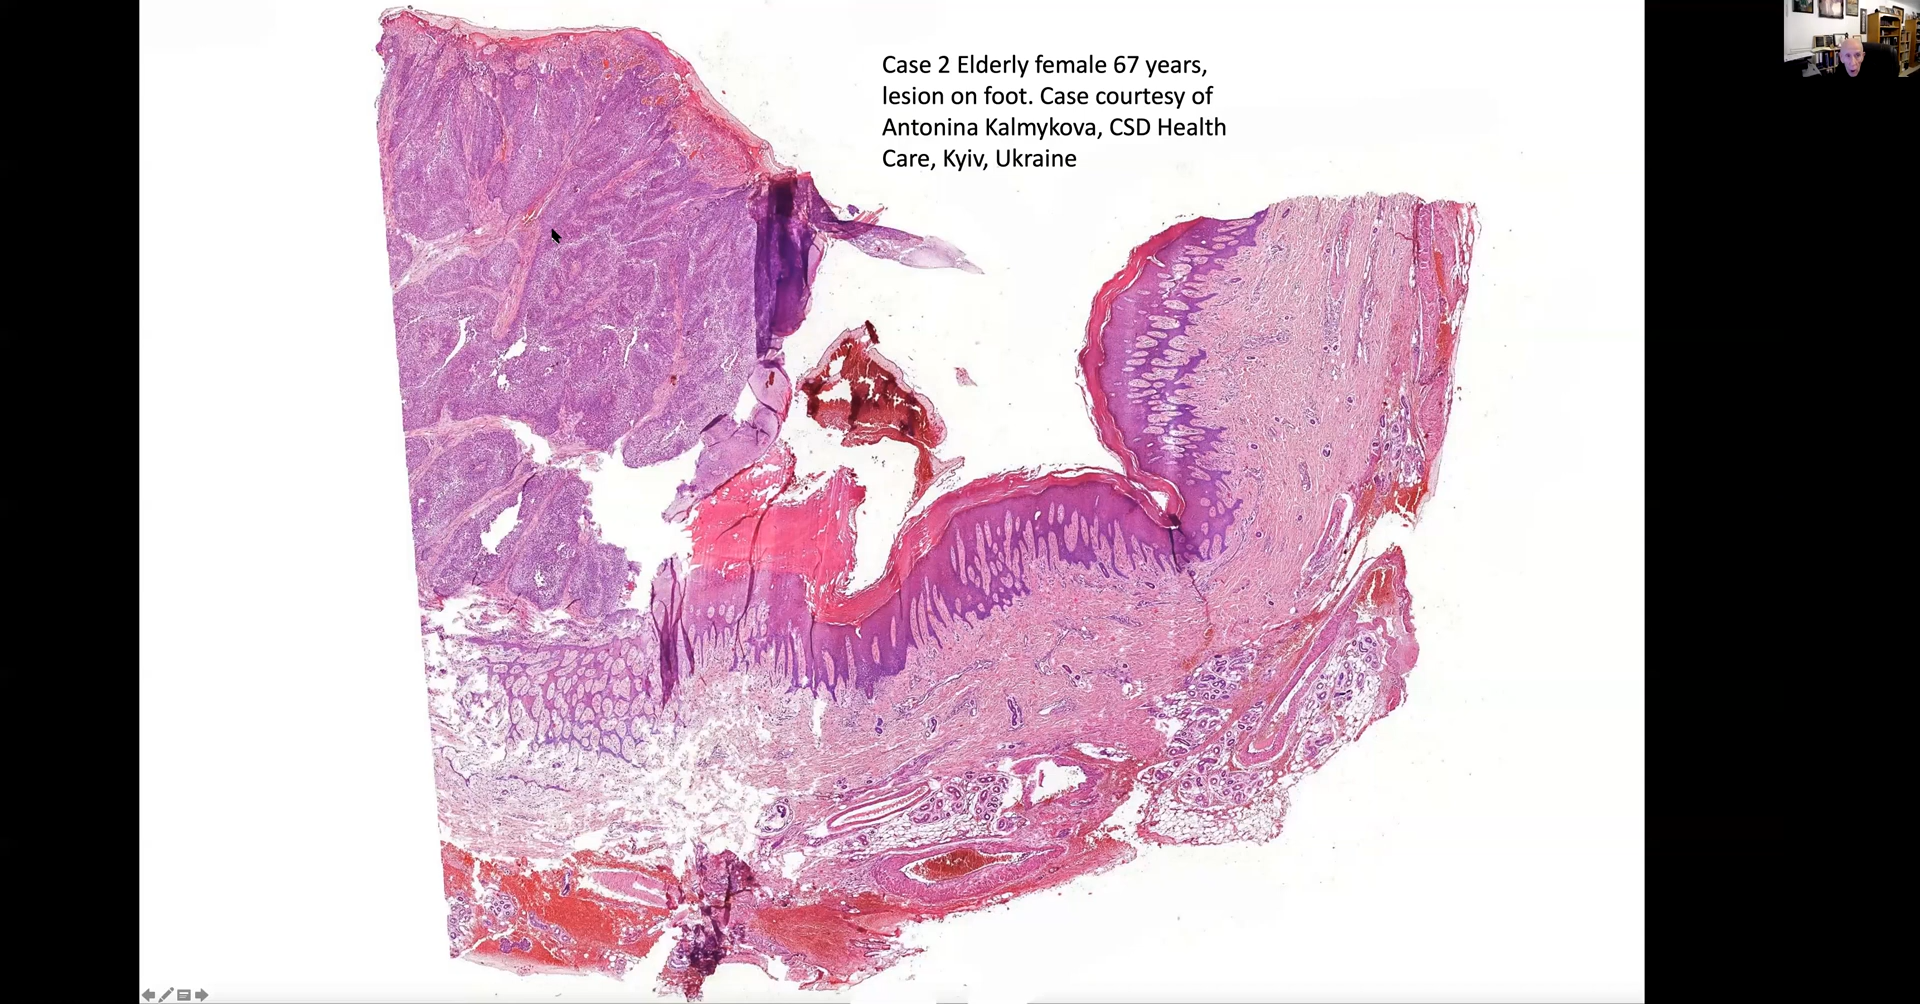 Case 2 Elderly female 67 years,
lesion on foot. Case courtesy of
Antonina Kalmykova, CSD Health
Care, Kyiv, Ukraine